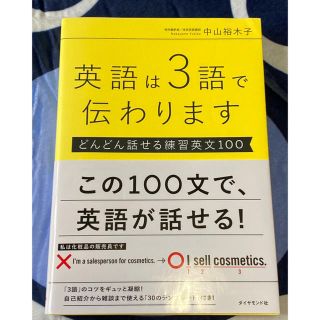 中山裕木子
英語は3語で
伝わります
どんどん話せる練習英文100
この100文で、
英語が話せる!
私は化粧品の販売員です
I'm a salesperson for cosmetics. → I sell cosmetics.
1 2 3
「3語」のコツをギュッと凝縮!
自己紹介から雑談まで使える「30の
ダイヤモンド社